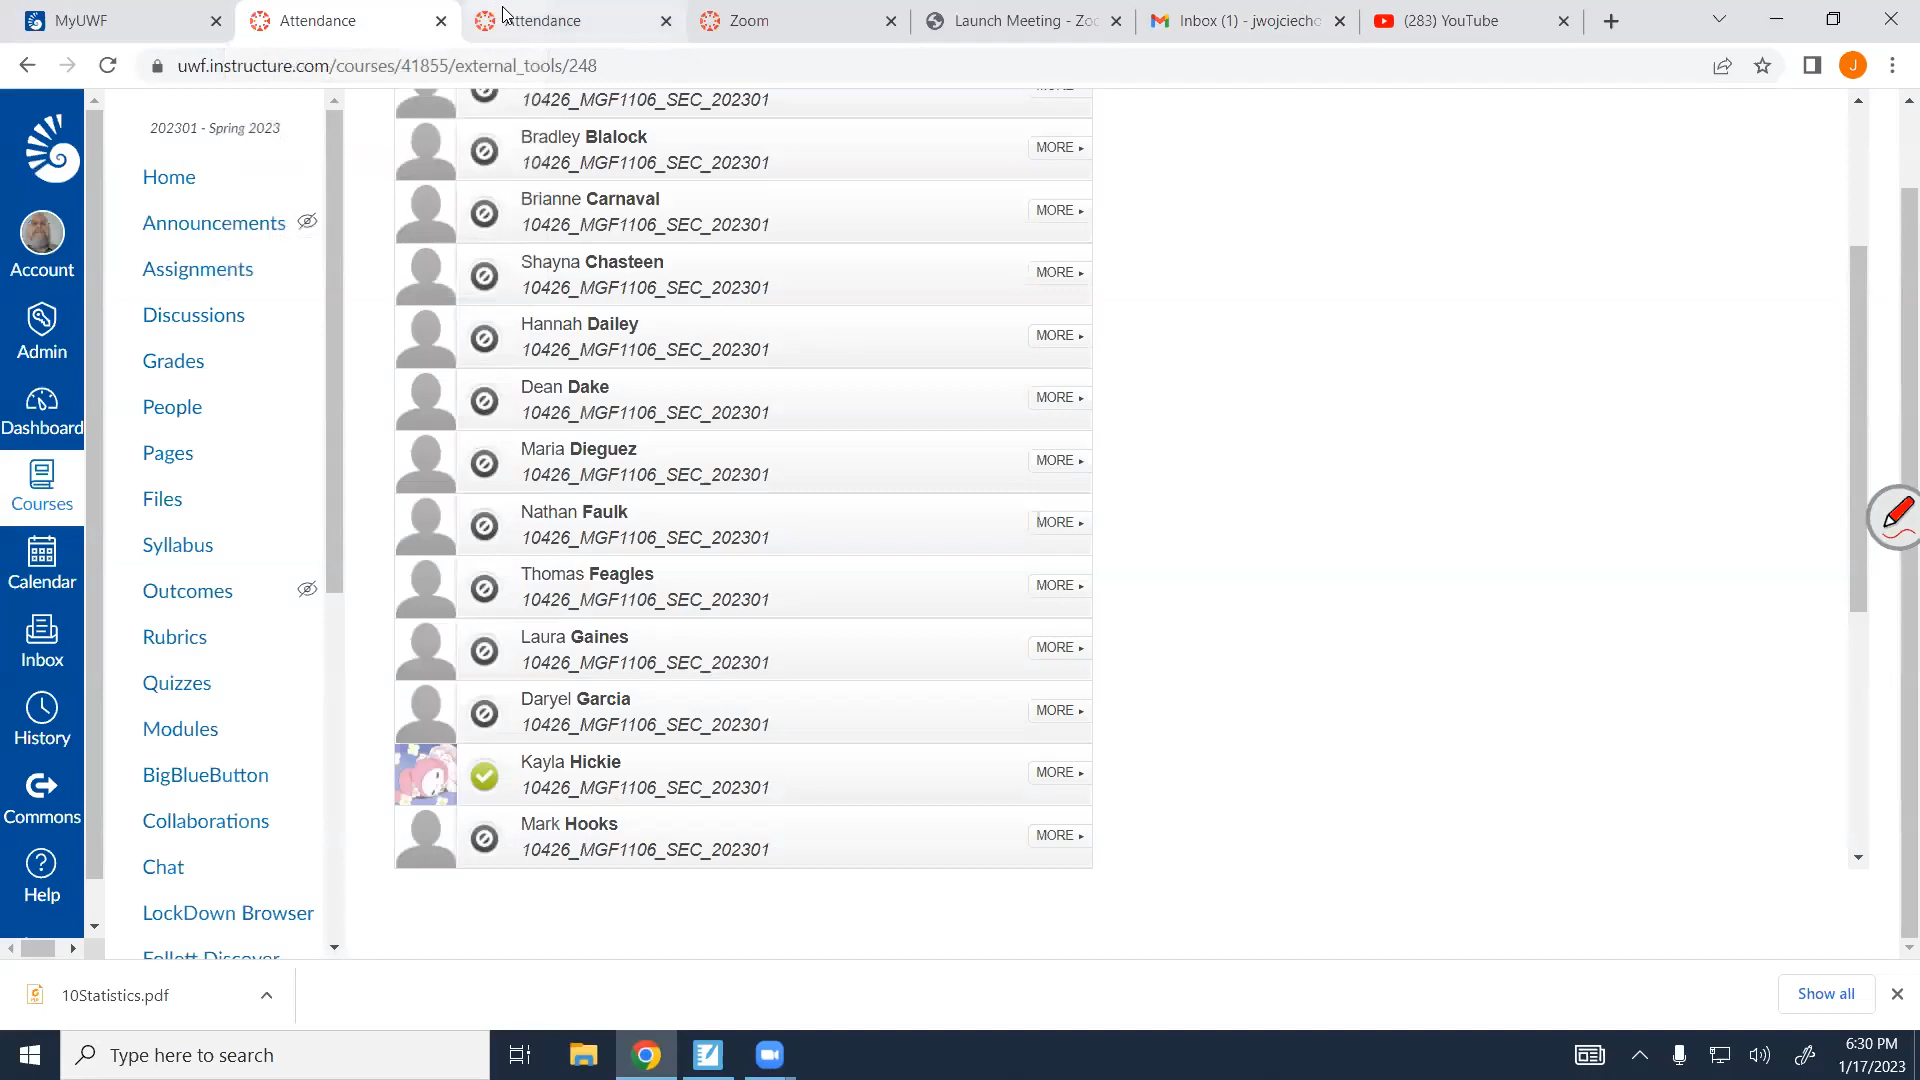 MyUWF
Attendance
Attendance
Zoom
Launch Meeting - Zoo
Inbox (1) - jwojciecho
(283) YouTube
uwf.instructure.com/courses/41855/external_tools/248
J
202301 - Spring 2023
Home
Announcements
Assignments
Discussions
Grades
People
Pages
Files
Syllabus
Outcomes
Rubrics
Quizzes
Modules
BigBlueButton
Collaborations
Chat
LockDown Browser
Follett Discover
Account
Admin
Dashboard
Courses
Calendar
Inbox
History
Commons
Help
10426_MGF1106_SEC_202301
MORE
Bradley Blalock
10426_MGF1106_SEC_202301
MORE ▸
Brianne Carnaval
10426_MGF1106_SEC_202301
MORE ▸
Shayna Chasteen
10426_MGF1106_SEC_202301
MORE ▸
Hannah Dailey
10426_MGF1106_SEC_202301
MORE ▸
Dean Dake
10426_MGF1106_SEC_202301
MORE ▸
Maria Dieguez
10426_MGF1106_SEC_202301
MORE ▸
Nathan Faulk
10426_MGF1106_SEC_202301
MORE ▸
Thomas Feagles
10426_MGF1106_SEC_202301
MORE ▸
Laura Gaines
10426_MGF1106_SEC_202301
MORE ▸
Daryel Garcia
10426_MGF1106_SEC_202301
MORE ▸
Kayla Hickie
10426_MGF1106_SEC_202301
MORE ▸
Mark Hooks
10426_MGF1106_SEC_202301
MORE ▸
10Statistics.pdf
Show all
Type here to search
6:30 PM
1/17/2023